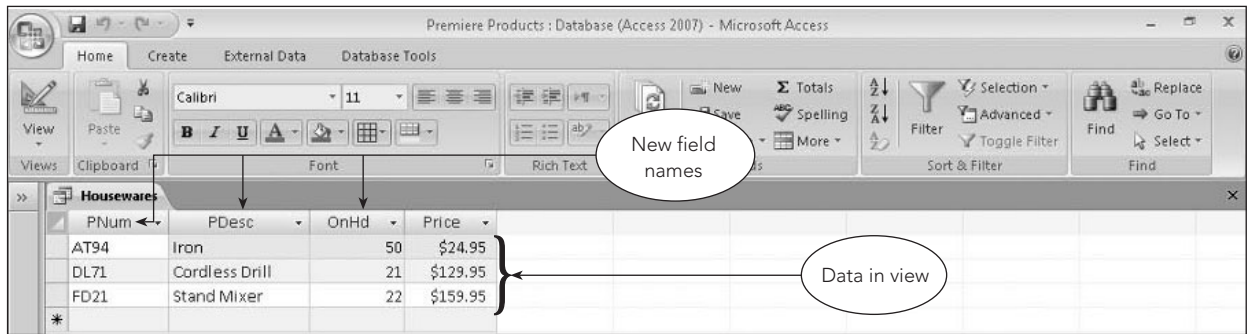 Premiere Products : Database (Access 2007) - Microsoft Access
Home Create External Data Database Tools
Calibri 11 New Σ Totals Selection Replace
Save Spelling Advanced Go To
View Paste B I U A More Filter Toggle Filter Find Select
Views Clipboard Font Rich Text Sort & Filter Find
New field
names
Housewares
PNum PDesc OnHd Price
AT94 Iron 50 $24.95
DL71 Cordless Drill 21 $129.95
FD21 Stand Mixer 22 $159.95
Data in view